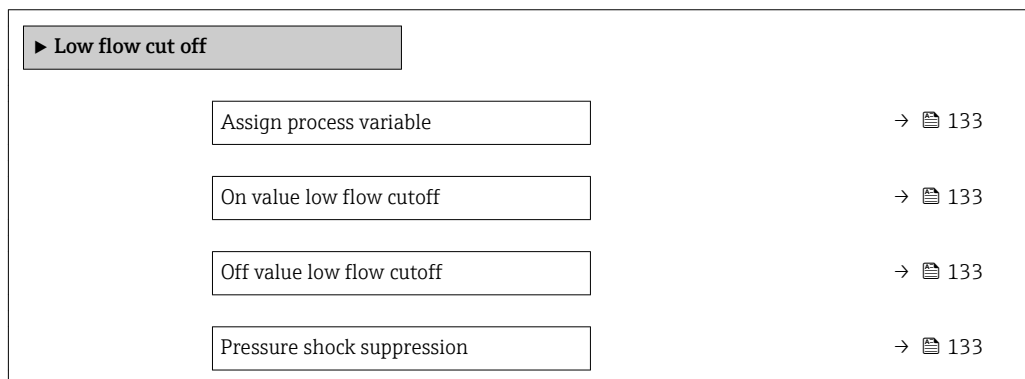 ▶ Low flow cut off
Assign process variable → 133
On value low flow cutoff → 133
Off value low flow cutoff → 133
Pressure shock suppression → 133